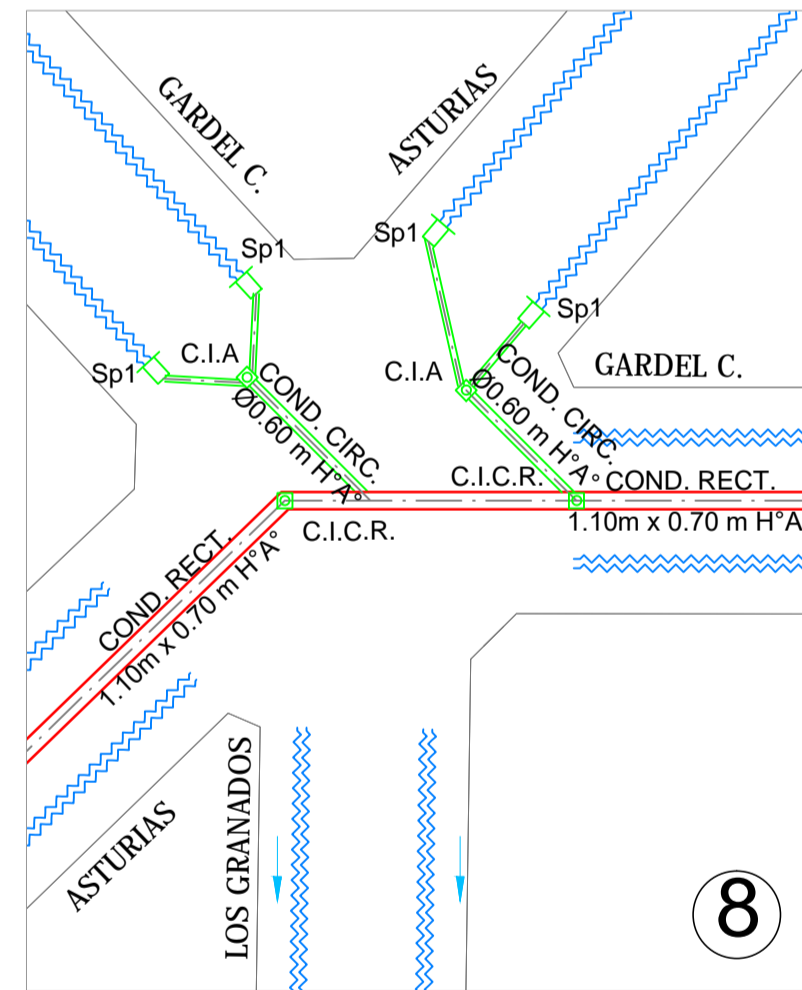 GARDEL C.
ASTURIAS
Sp1
Sp1
Sp1
Sp1
C.I.A
C.I.A
GARDEL C.
COND. CIRC.
Ø0.60 m H°A°
COND. CIRC.
Ø0.60 m H°A°
C.I.C.R.
COND. RECT.
1.10m x 0.70 m H°A
C.I.C.R.
COND. RECT.
1.10m x 0.70 m H°A°
ASTURIAS
LOS GRANADOS
8